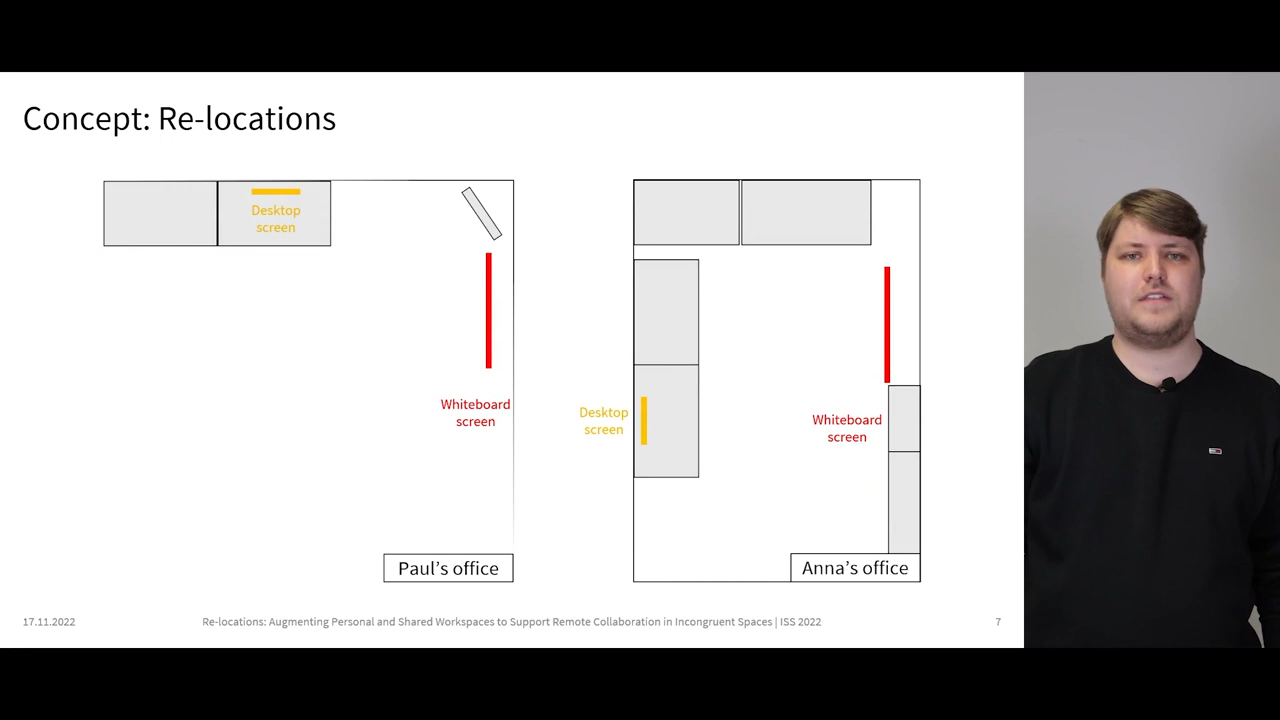 Concept: Re-locations
Desktop
screen
Whiteboard
screen
Paul's office
Desktop
screen
Whiteboard
screen
Anna's office
17.11.2022
Re-locations: Augmenting Personal and Shared Workspaces to Support Remote Collaboration in Incongruent Spaces | ISS 2022
7